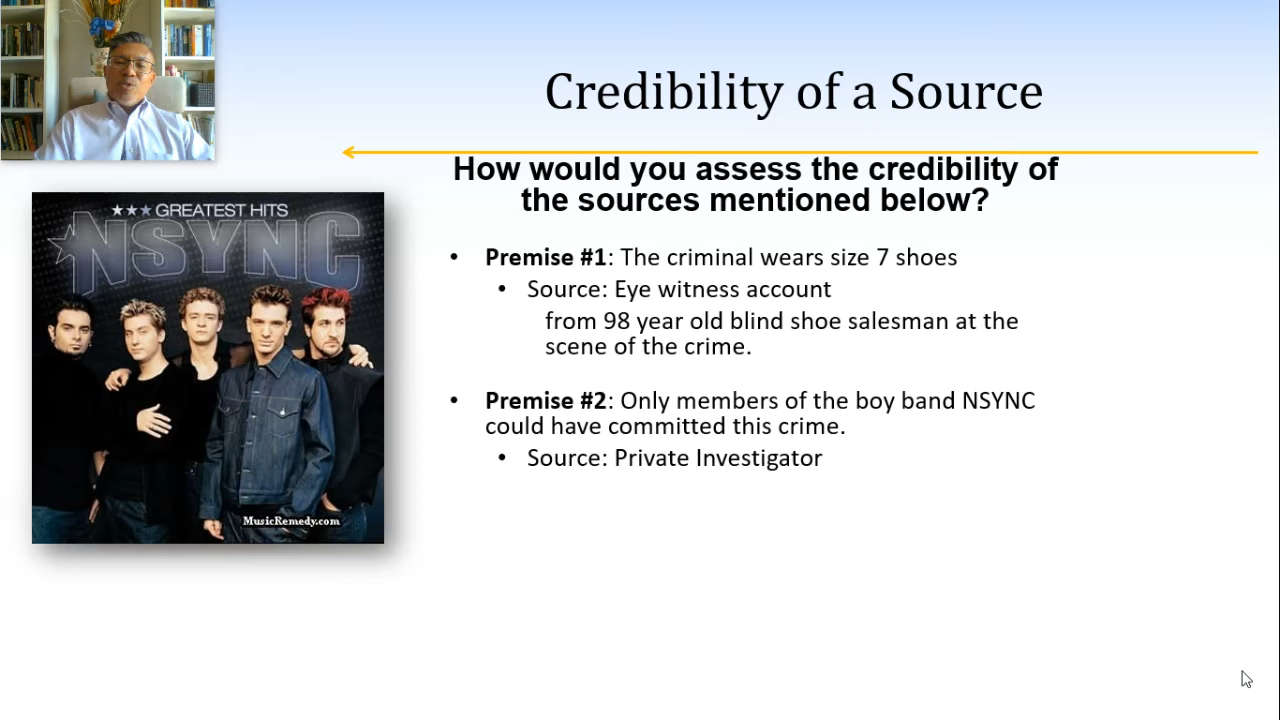 Credibility of a Source
How would you assess the credibility of
the sources mentioned below?
★★★GREATEST HITS
NSYNC
MusicRemedy.com
• Premise #1: The criminal wears size 7 shoes
• Source: Eye witness account
from 98 year old blind shoe salesman at the
scene of the crime.
• Premise #2: Only members of the boy band NSYNC
could have committed this crime.
• Source: Private Investigator